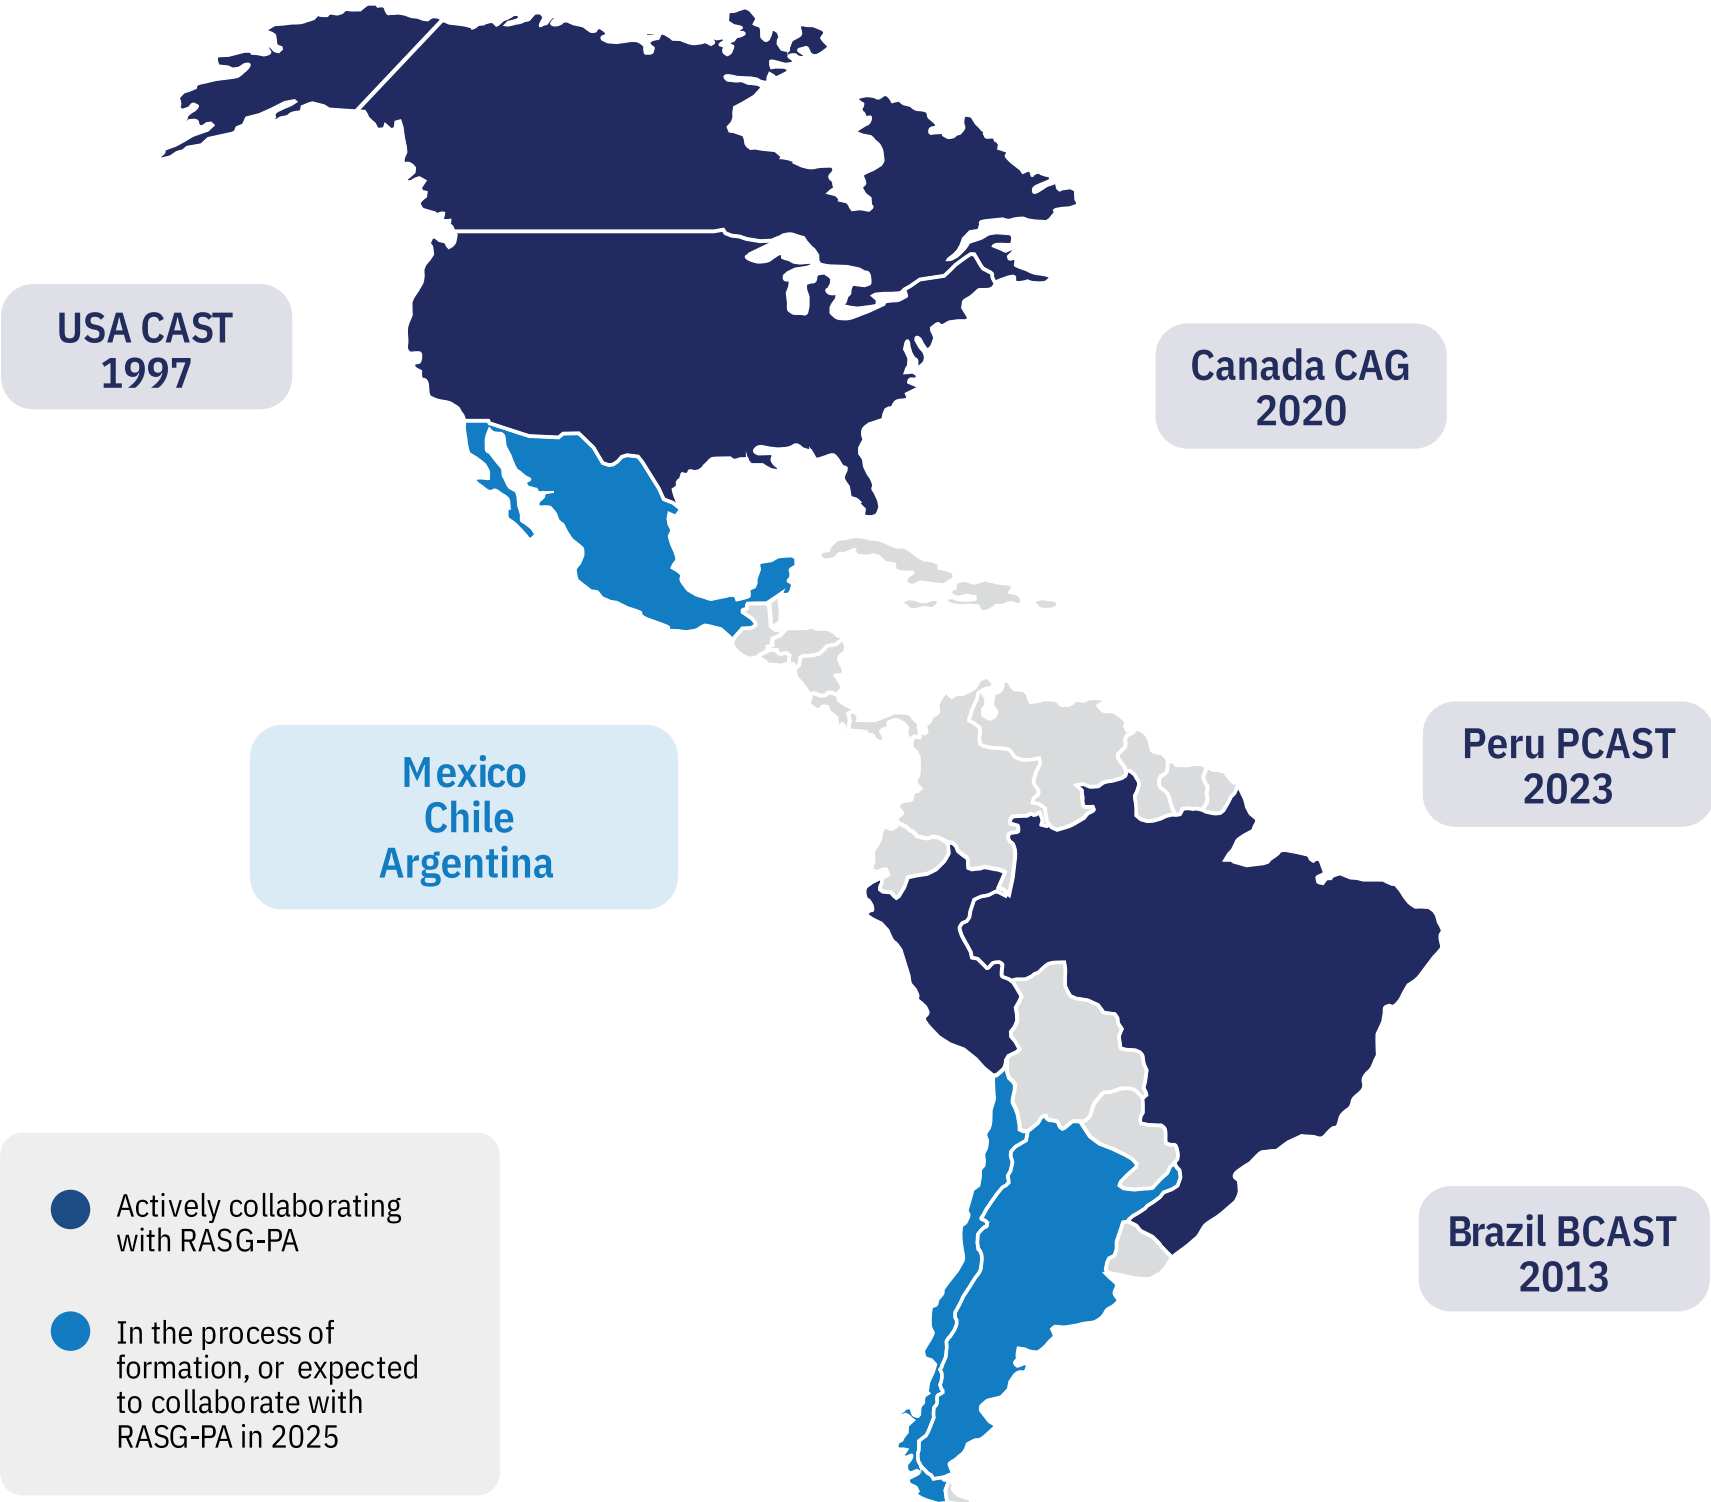 USA CAST
1997
Canada CAG
2020
Mexico
Chile
Argentina
Peru PCAST
2023
Brazil BCAST
2013
Actively collaborating
with RASG-PA
In the process of
formation, or expected
to collaborate with
RASG-PA in 2025